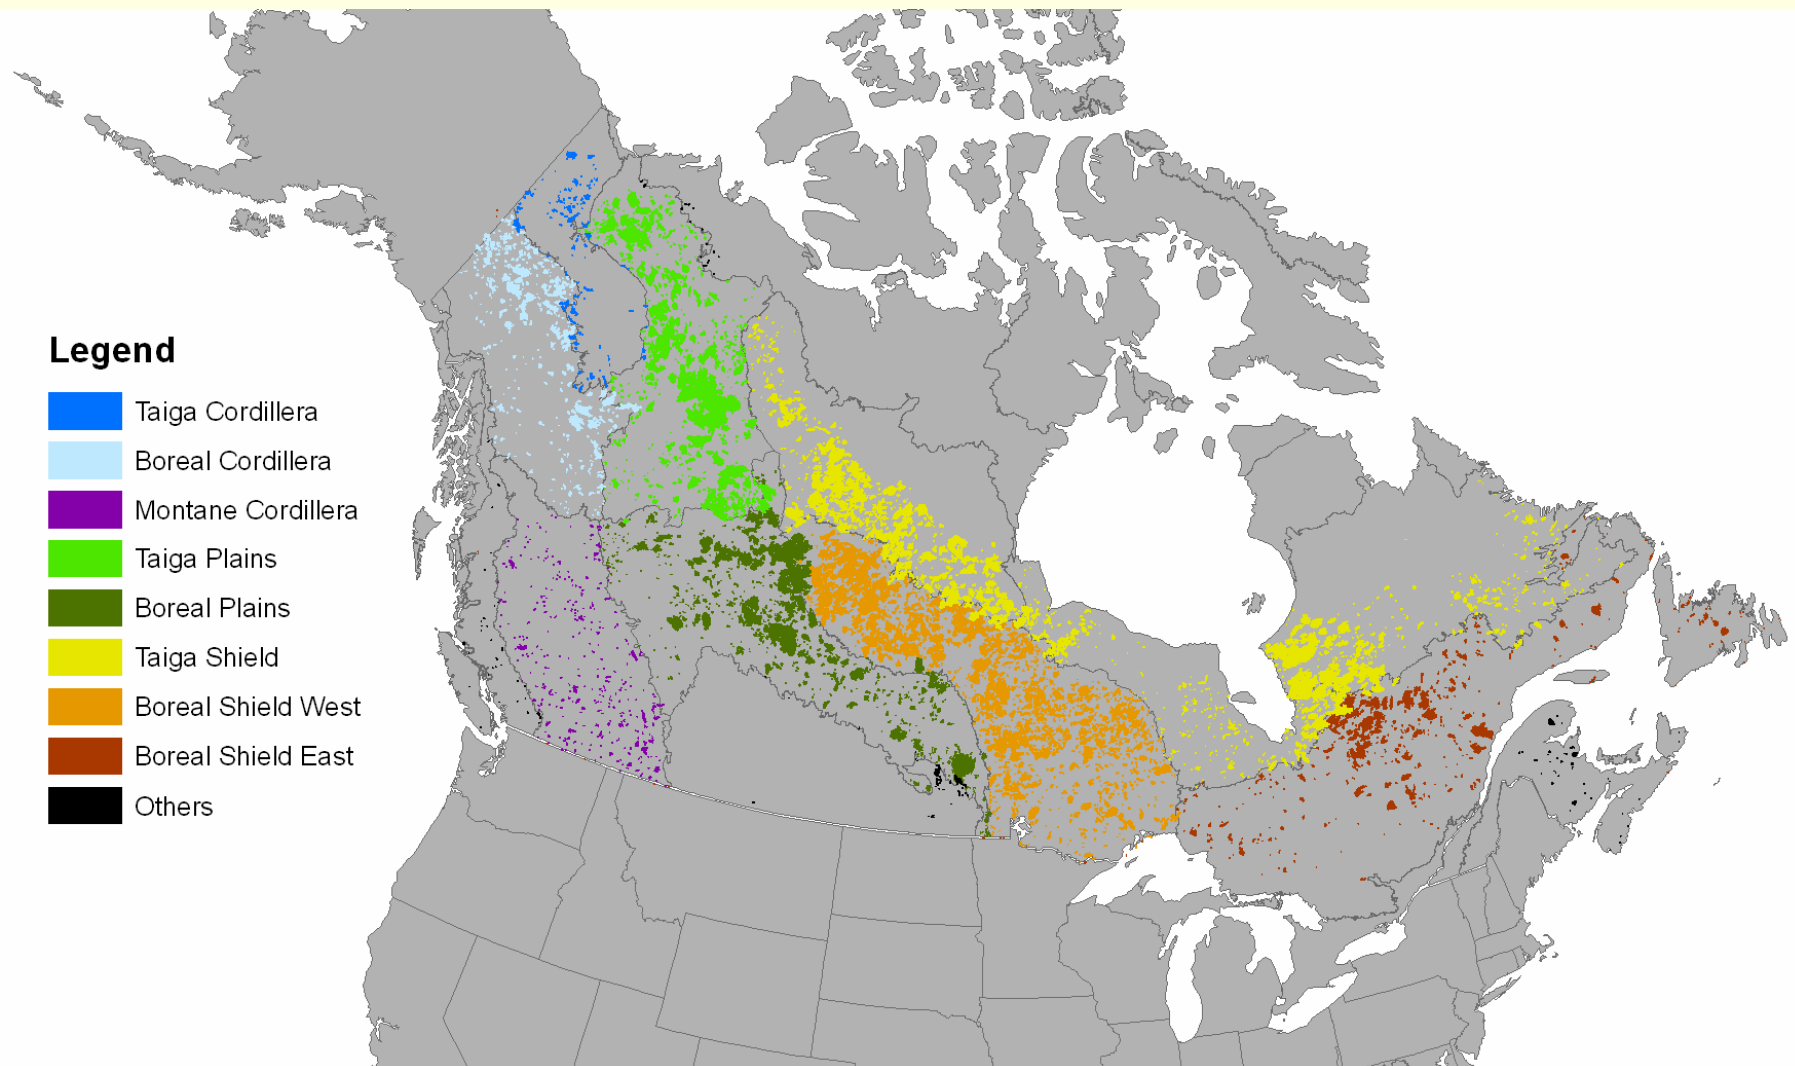 Legend
Taiga Cordillera
Boreal Cordillera
Montane Cordillera
Taiga Plains
Boreal Plains
Taiga Shield
Boreal Shield West
Boreal Shield East
Others